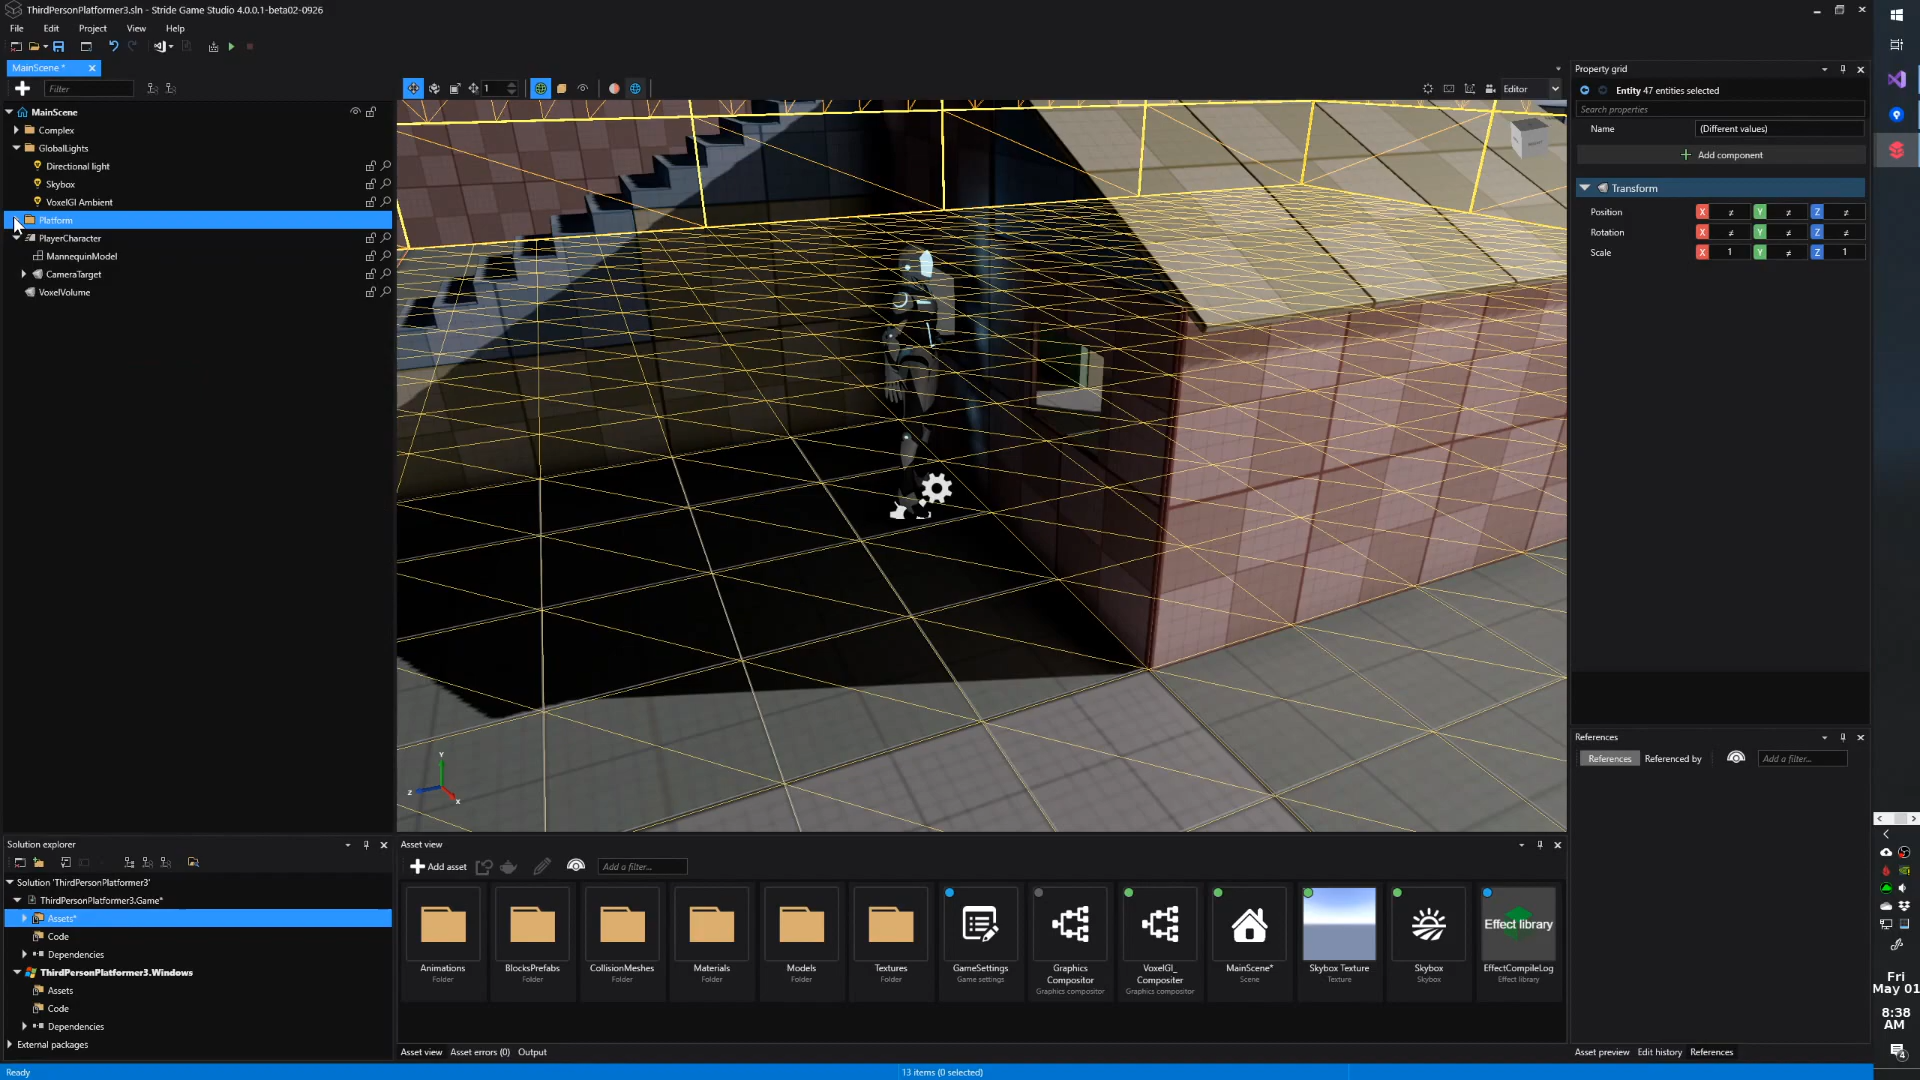 ThirdPersonPlatformer3.sln - Stride Game Studio 4.0.0.1-beta02-0926
File Edit Project View Help
MainScene *
Filter
1
Editor
MainScene
Complex
GlobalLights
Directional light
Skybox
VoxelGI Ambient
Platform
PlayerCharacter
MannequinModel
CameraTarget
VoxelVolume
Property grid
Entity 47 entities selected
Search properties
Name (Different values)
Add component
Transform
Position X ≠ Y ≠ Z ≠
Rotation X ≠ Y ≠ Z ≠
Scale X 1 Y ≠ Z 1
References
References Referenced by Add a filter...
Y
Z
X
Solution explorer
Solution 'ThirdPersonPlatformer3'
ThirdPersonPlatformer3.Game*
Assets*
Code
Dependencies
ThirdPersonPlatformer3.Windows
Assets
Code
Dependencies
External packages
Asset view
Add asset Add a filter...
Animations
Folder
BlocksPrefabs
Folder
CollisionMeshes
Folder
Materials
Folder
Models
Folder
Textures
Folder
GameSettings
Game settings
Graphics
Compositor
Graphics compositor
VoxelGI_
Compositer
Graphics compositor
MainScene*
Scene
Skybox Texture
Texture
Skybox
Skybox
Effect library
EffectCompileLog
Effect library
Asset view Asset errors (0) Output
Asset preview Edit history References
Ready
13 items (0 selected)
Fri
May 01
8:38
AM
4